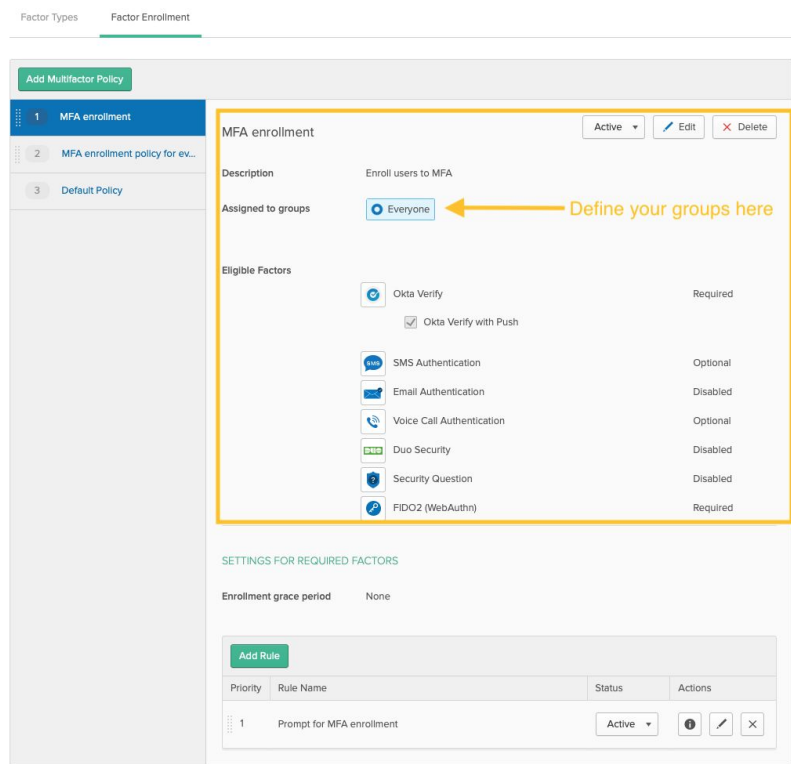 Factor Types Factor Enrollment
Add Multifactor Policy
1 MFA enrollment
2 MFA enrollment policy for ev...
3 Default Policy
MFA enrollment Active Edit Delete
Description Enroll users to MFA
Assigned to groups Everyone Define your groups here
Eligible Factors
Okta Verify Required
Okta Verify with Push
SMS SMS Authentication Optional
Email Authentication Disabled
Voice Call Authentication Optional
DUO Duo Security Disabled
? Security Question Disabled
FIDO2 (WebAuthn) Required
SETTINGS FOR REQUIRED FACTORS
Enrollment grace period None
Add Rule
Priority Rule Name Status Actions
1 Prompt for MFA enrollment Active